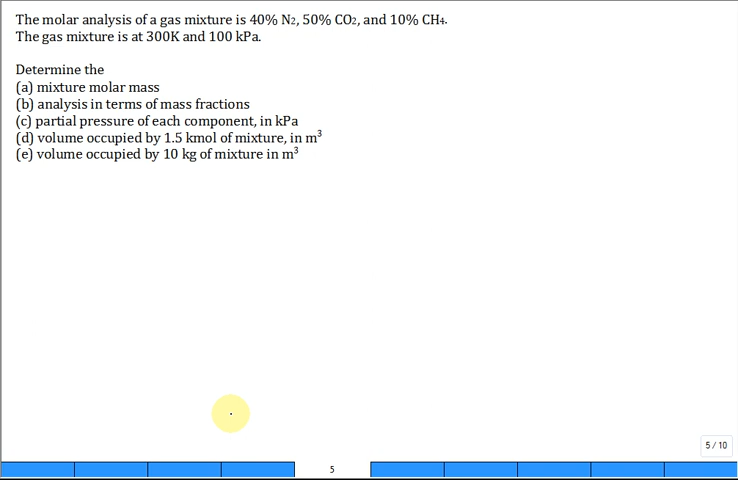 The molar analysis of a gas mixture is 40% N2, 50% CO2, and 10% CH4.
The gas mixture is at 300K and 100 kPa.
Determine the
(a) mixture molar mass
(b) analysis in terms of mass fractions
(c) partial pressure of each component, in kPa
(d) volume occupied by 1.5 kmol of mixture, in m³
(e) volume occupied by 10 kg of mixture in m³
5 / 10
5